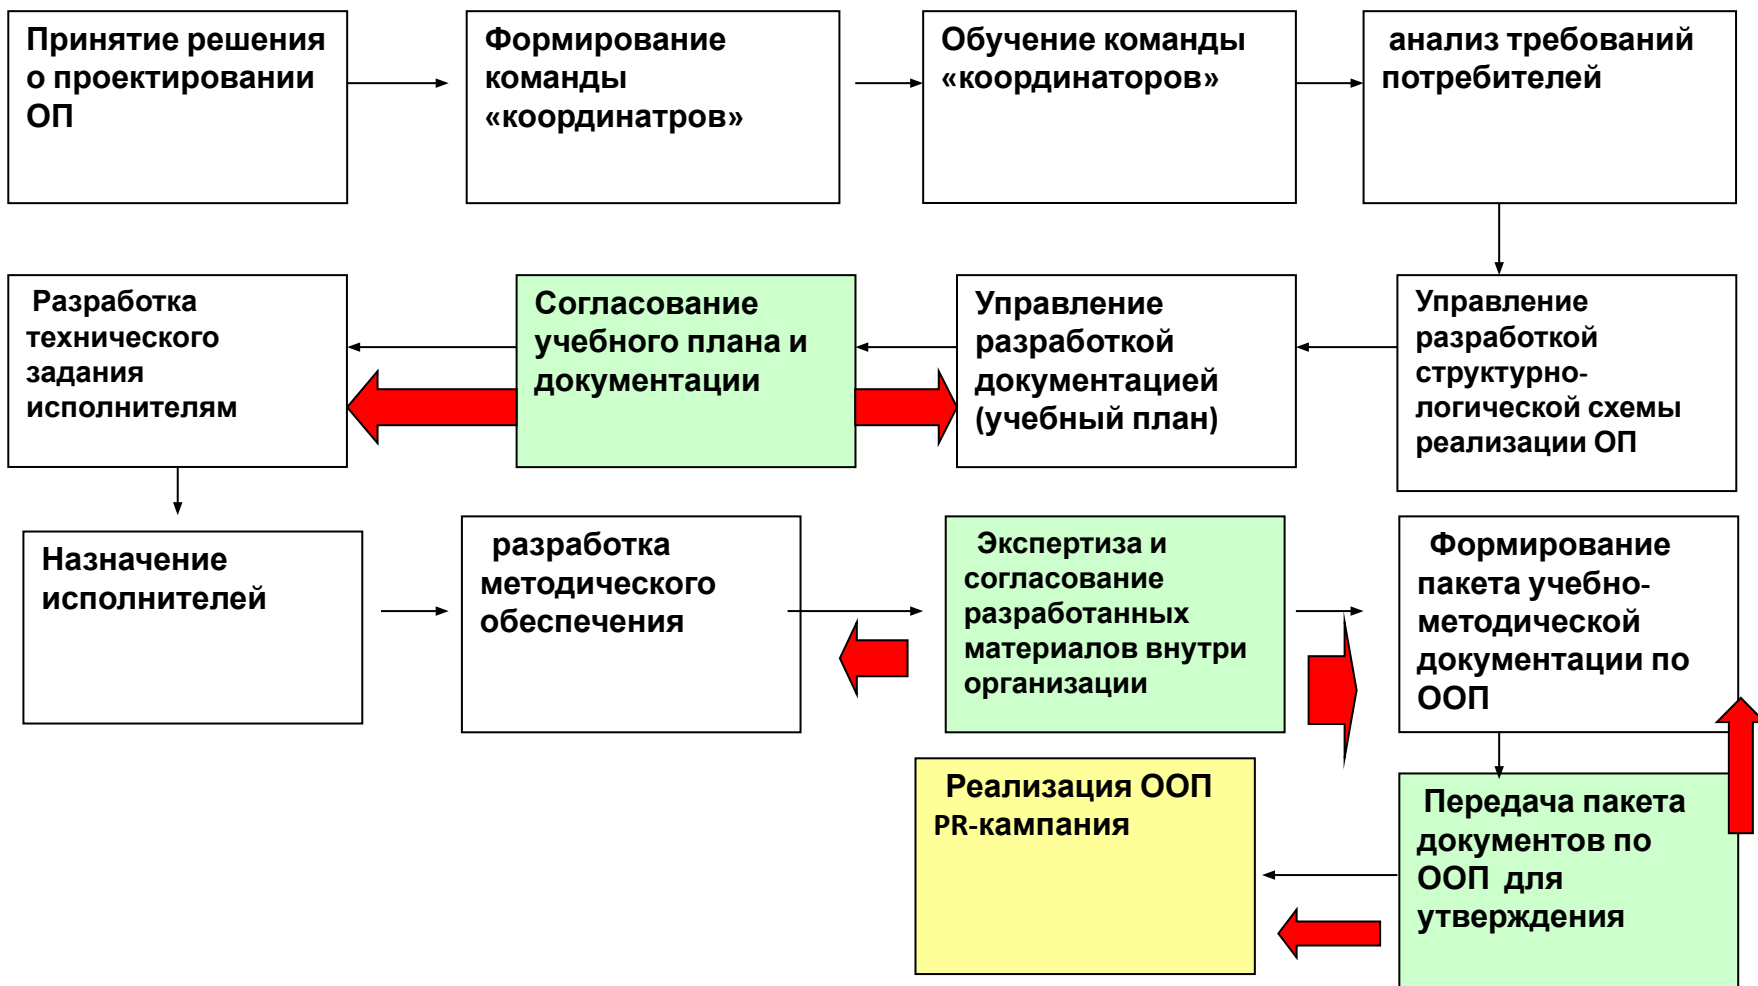 Принятие решения
о проектировании
ОП
Формирование
команды
«координатров»
Обучение команды
«координаторов»
анализ требований
потребителей
Разработка
технического
задания
исполнителям
Согласование
учебного плана и
документации
Управление
разработкой
документацией
(учебный план)
Управление
разработкой
структурно-
логической схемы
реализации ОП
Назначение
исполнителей
разработка
методического
обеспечения
Экспертиза и
согласование
разработанных
материалов внутри
организации
Формирование
пакета учебно-
методической
документации по
ООП
Реализация ООП
PR-кампания
Передача пакета
документов по
ООП для
утверждения